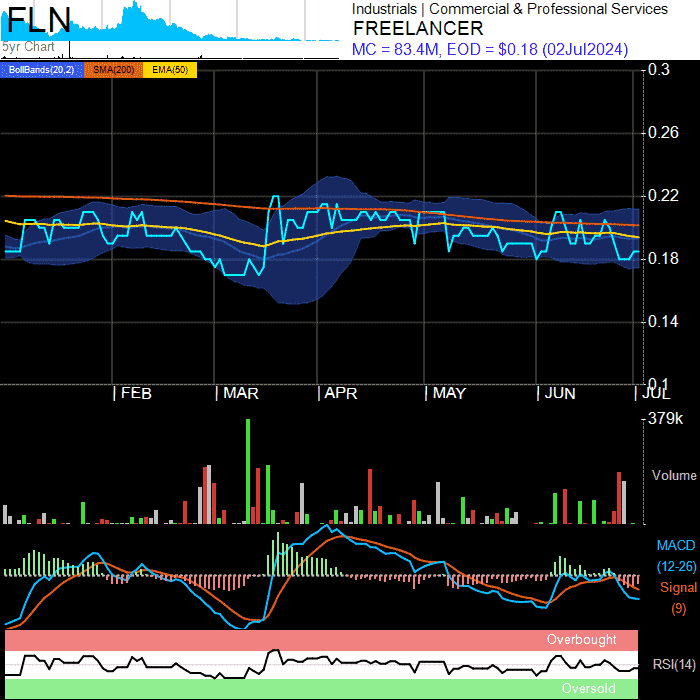 FLN
5yr Chart
Industrials | Commercial & Professional Services
FREELANCER
MC = 83.4M, EOD = $0.18 (02Jul2024)
BollBands(20,2) SMA(200) EMA(50)
0.3
0.26
0.22
0.18
0.14
0.1
FEB MAR APR MAY JUN JUL
379k
Volume
MACD
(12-26)
Signal
(9)
Overbought
RSI(14)
Oversold